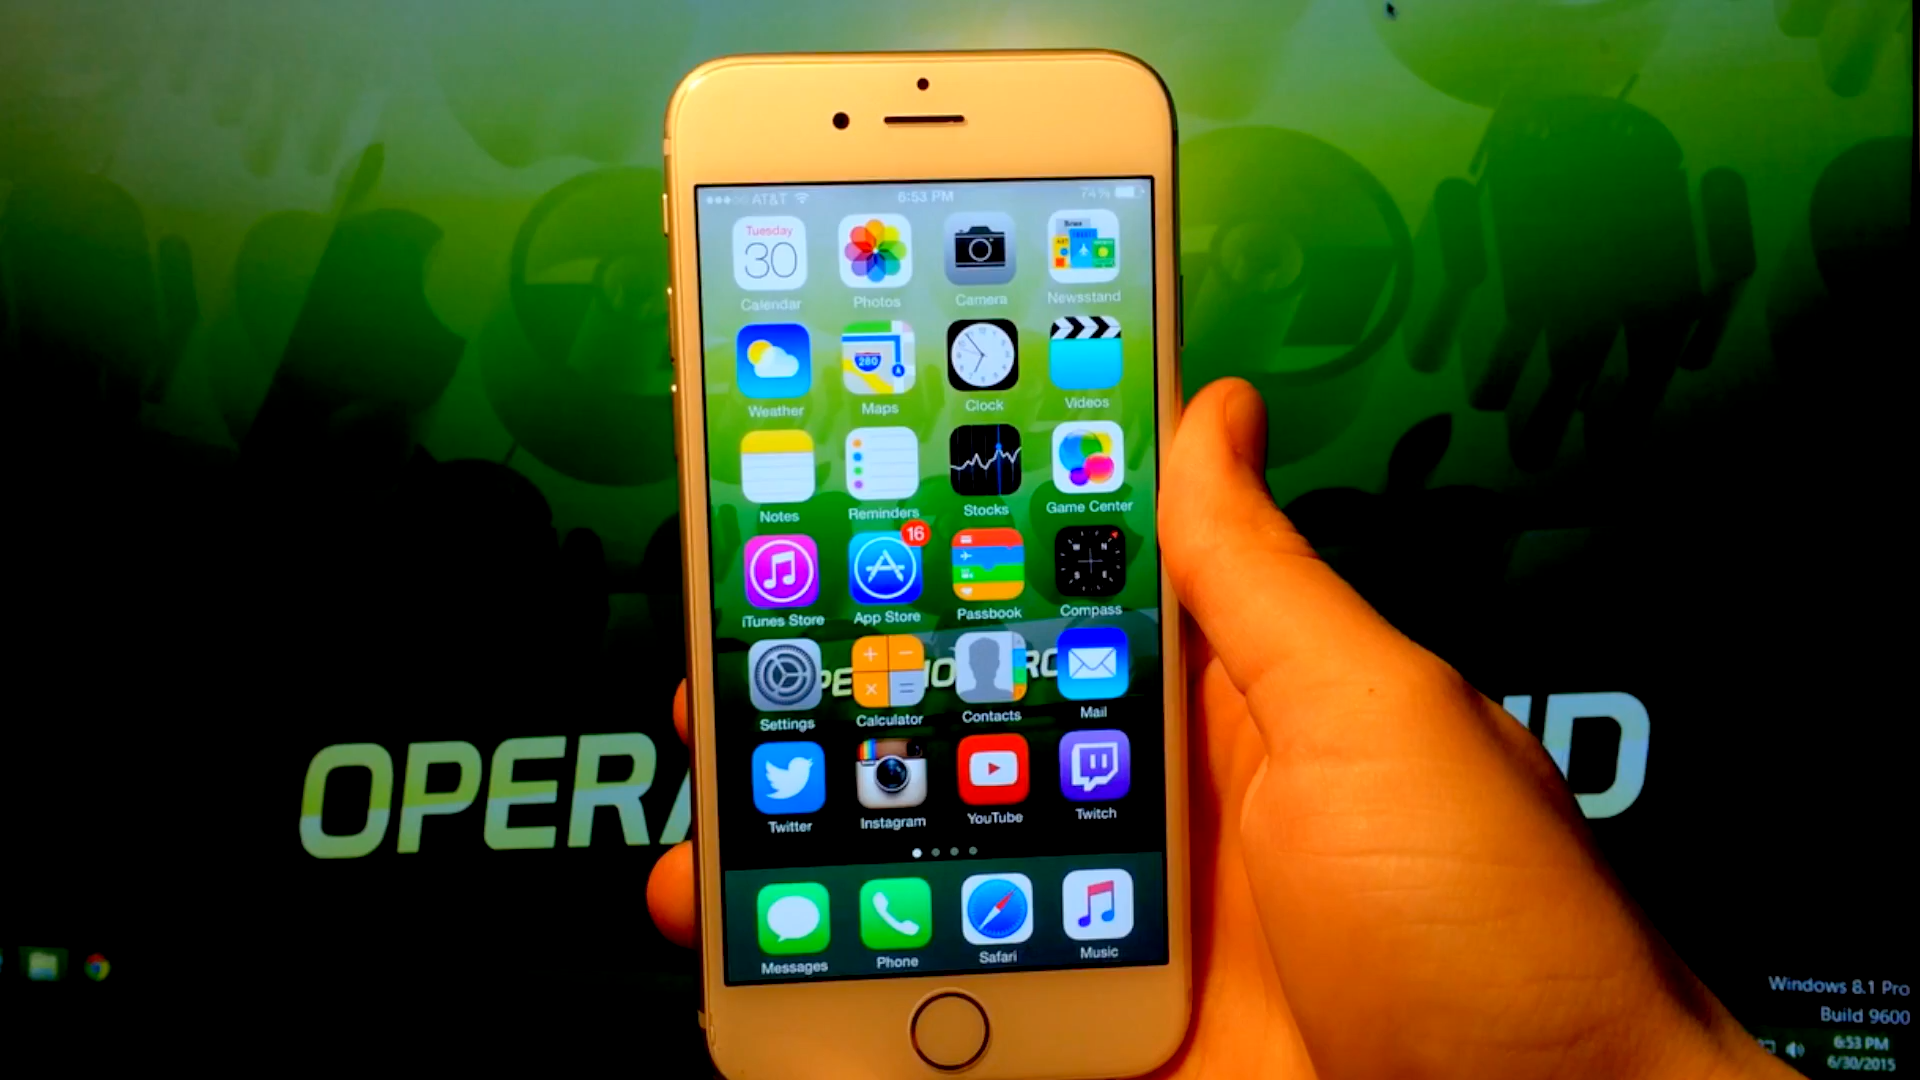 AT&T 6:53 PM 74%
Tuesday
30
Calendar Photos Camera Newsstand
280
Weather Maps Clock Videos
Notes Reminders Stocks Game Center
16
W N
S E
iTunes Store App Store Passbook Compass
Settings Calculator Contacts Mail
Twitter Instagram YouTube Twitch
Messages Phone Safari Music
OPERA
ID
Windows 8.1 Pro
Build 9600
6:53 PM
6/30/2015